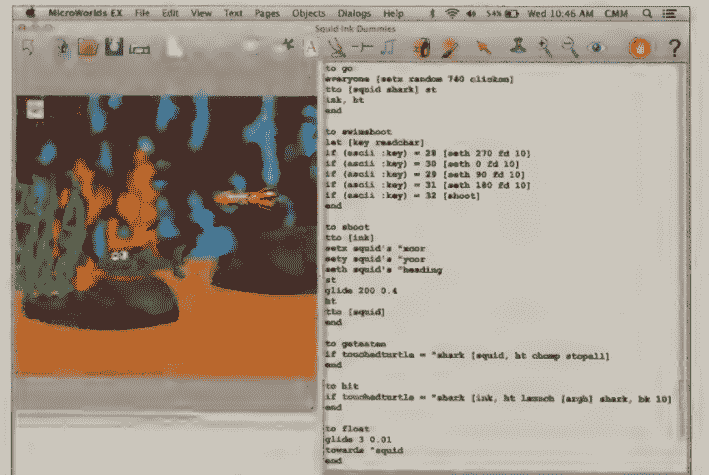 MicroWorlds EX File Edit View Text Pages Objects Dialogs Help 54% Wed 10:46 AM CMM
Squid Ink Dummies
to go
everyone [setx random 760 clickon]
tto [squid shark] st
ink, ht
end
to swimshoot
let [key readchar]
if (ascii :key) = 28 [seth 270 fd 10]
if (ascii :key) = 30 [seth 0 fd 10]
if (ascii :key) = 29 [seth 90 fd 10]
if (ascii :key) = 31 [seth 180 fd 10]
if (ascii :key) = 32 [shoot]
end
to shoot
tto [ink]
setx squid's "xcor
sety squid's "ycor
seth squid's "heading
st
glide 200 0.4
ht
tto [squid]
end
to geteaten
if touchedturtle = "shark [squid, ht chomp stopall]
end
to hit
if touchedturtle = "shark [ink, ht launch [argh] shark, bk 10]
end
to float
glide 3 0.01
towards "squid
end